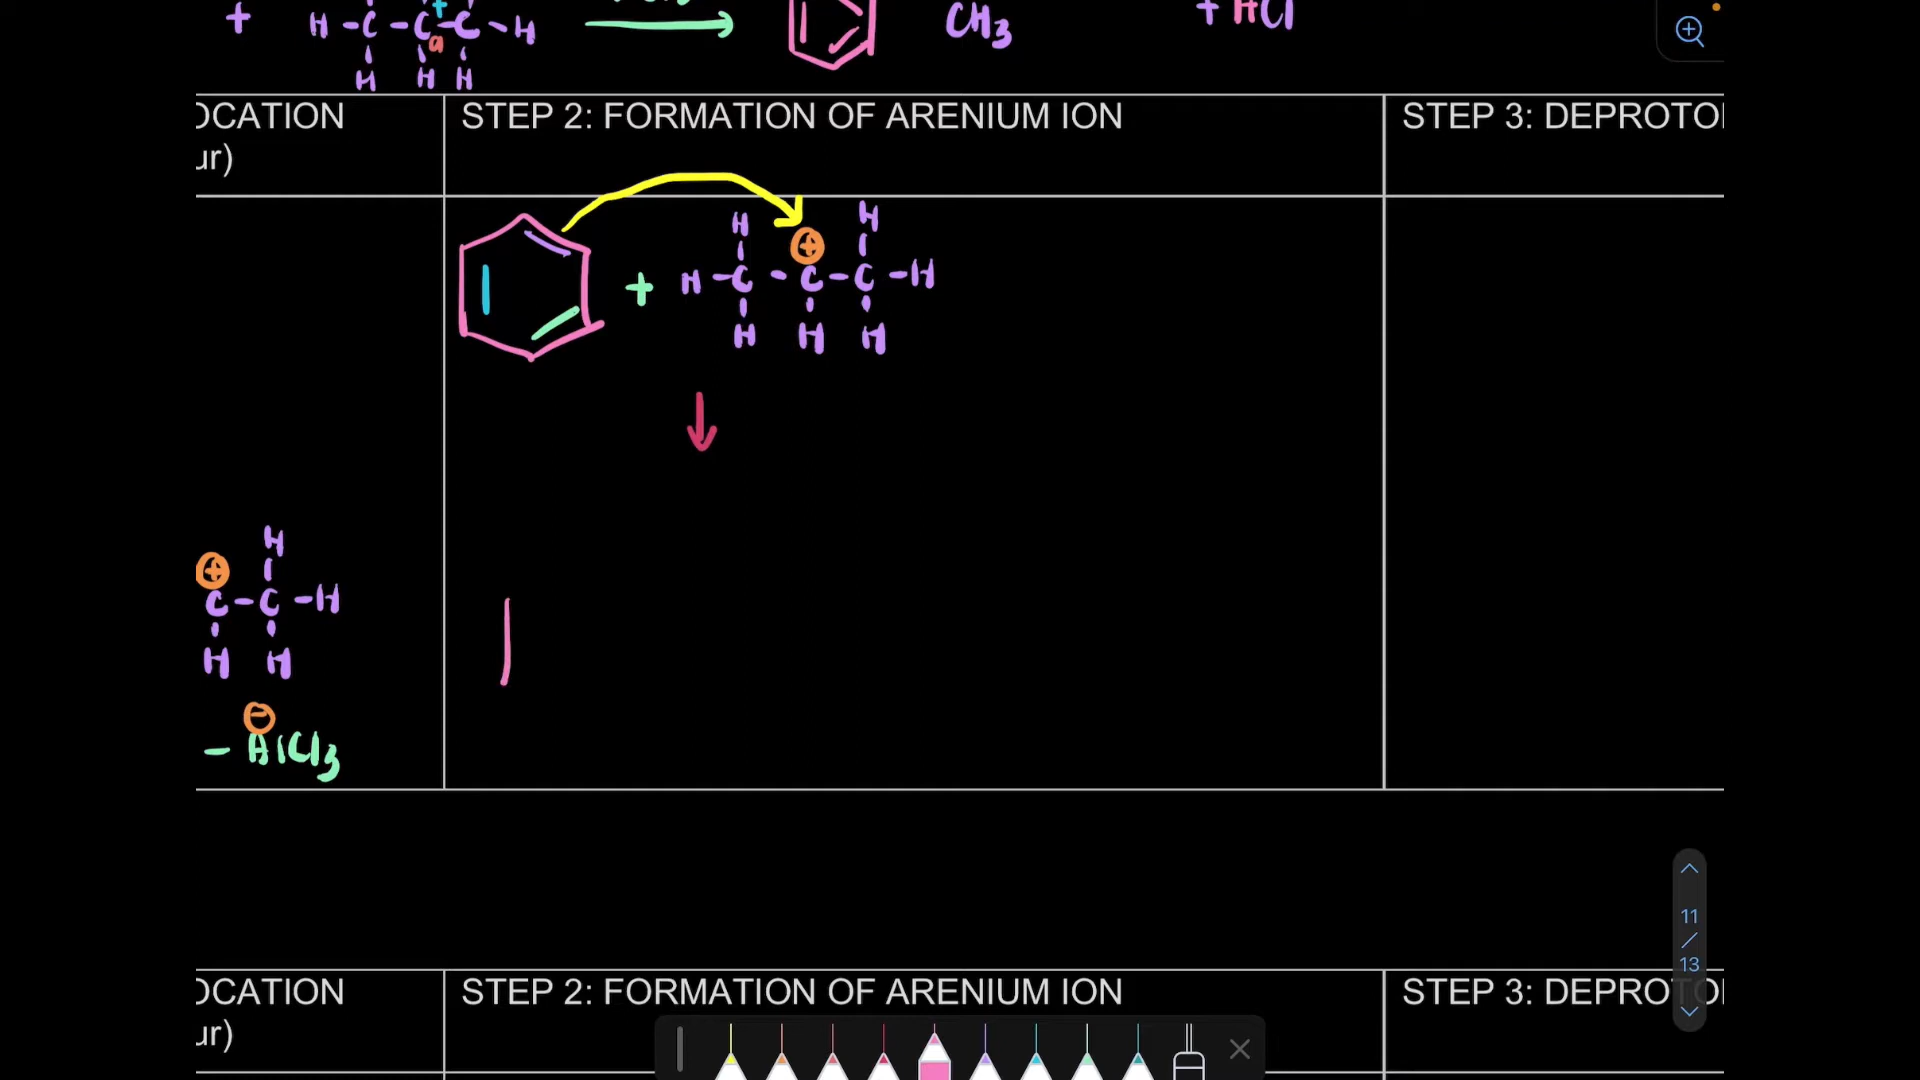 + H - C - C - C - H CH3 + HCl
+
a
H H H
OCATION
ur)
STEP 2: FORMATION OF ARENIUM ION
STEP 3: DEPROTO
H + H
+ H - C - C - C - H
H H H
H
+
C - C - H
H H
-
- AlCl3
11
/
13
OCATION
ur)
STEP 2: FORMATION OF ARENIUM ION
STEP 3: DEPROTO